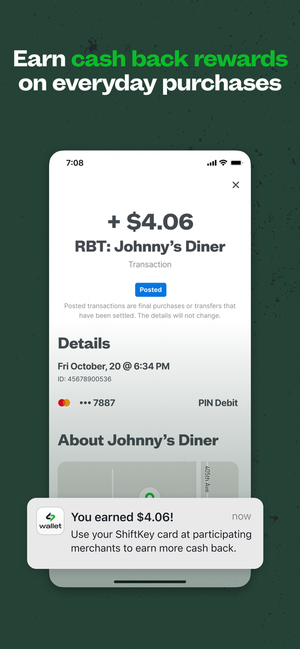 Earn cash back rewards
on everyday purchases
7:08
+ $4.06
RBT: Johnny's Diner
Transaction
Posted
Posted transactions are final purchases or transfers that
have been settled. The details will not change.
Details
Fri October, 20 @ 6:34 PM
ID: 45678900536
••• 7887 PIN Debit
About Johnny's Diner
405th Ave
wallet
You earned $4.06! now
Use your ShiftKey card at participating
merchants to earn more cash back.